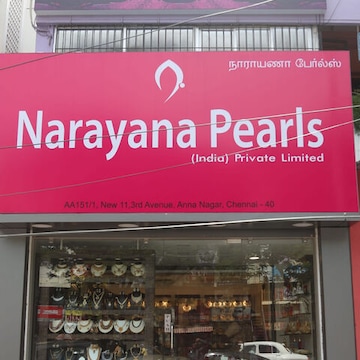 நாராயணா பேர்ல்ஸ்
Narayana Pearls
(India) Private Limited
AA151/1, New 11,3rd Avenue, Anna Nagar, Chennai - 40